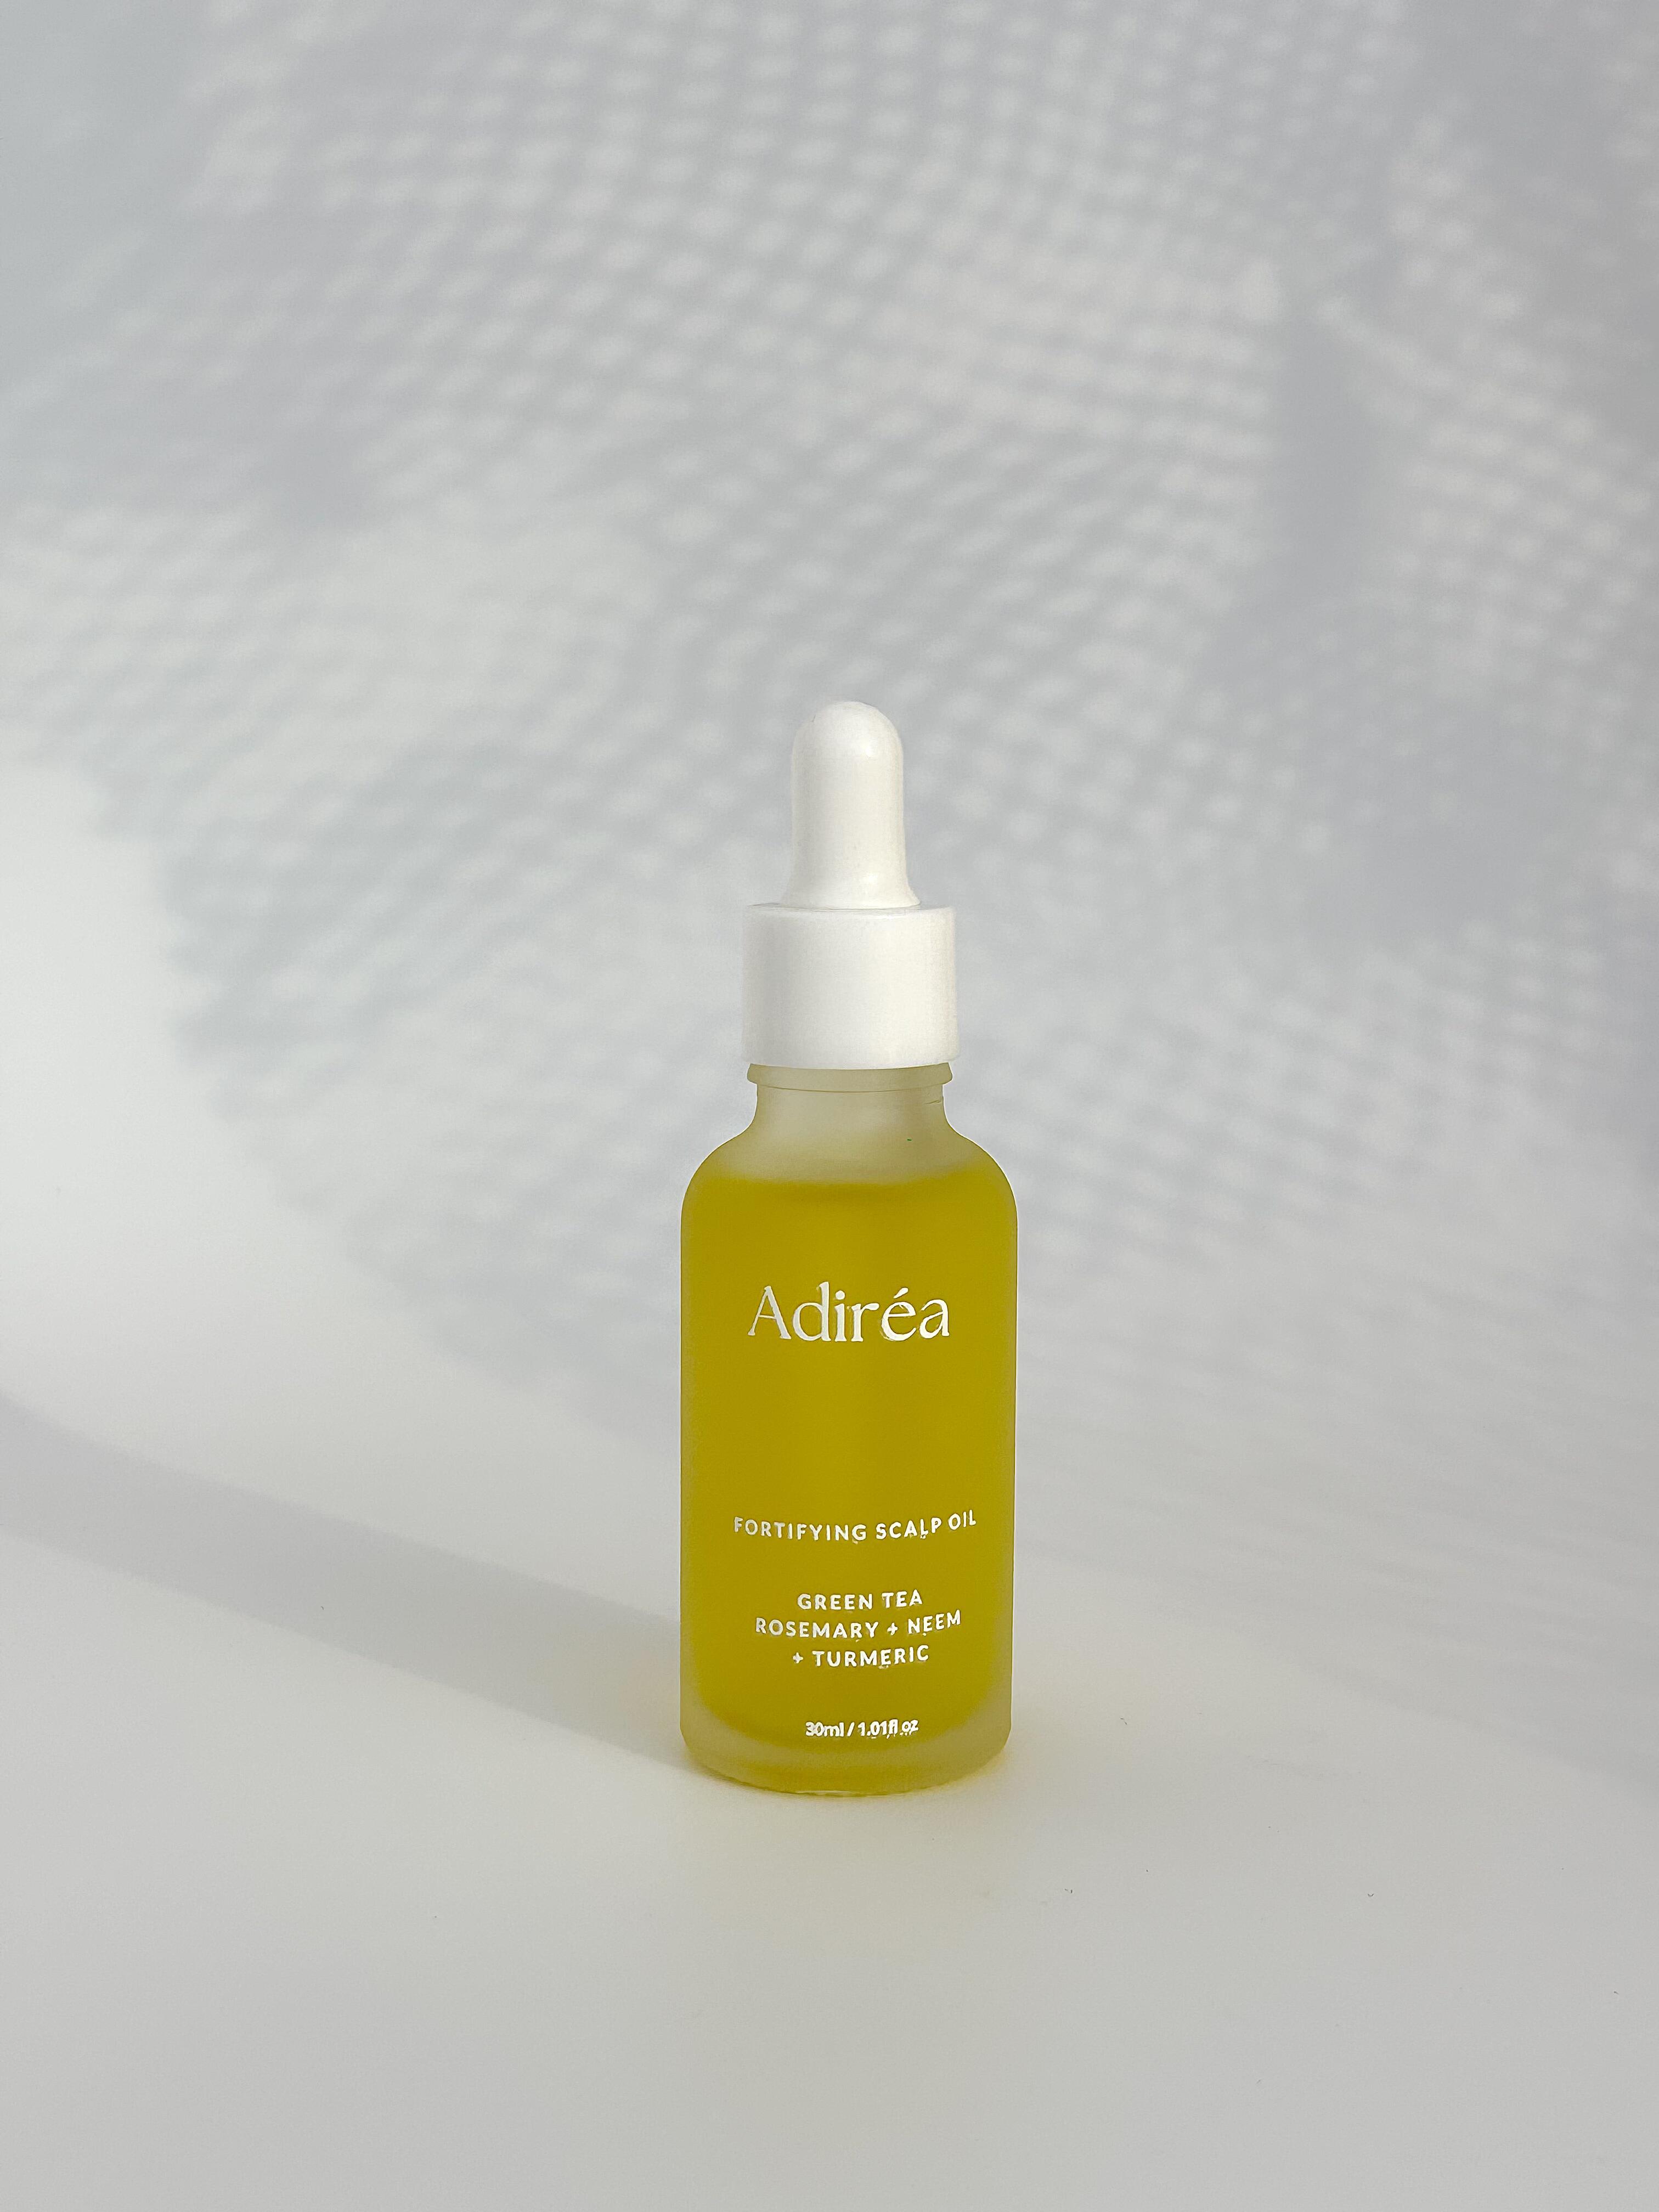 Adiréa
FORTIFYING SCALP OIL
GREEN TEA
ROSEMARY + NEEM
+ TURMERIC
30ml / 1.01fl oz